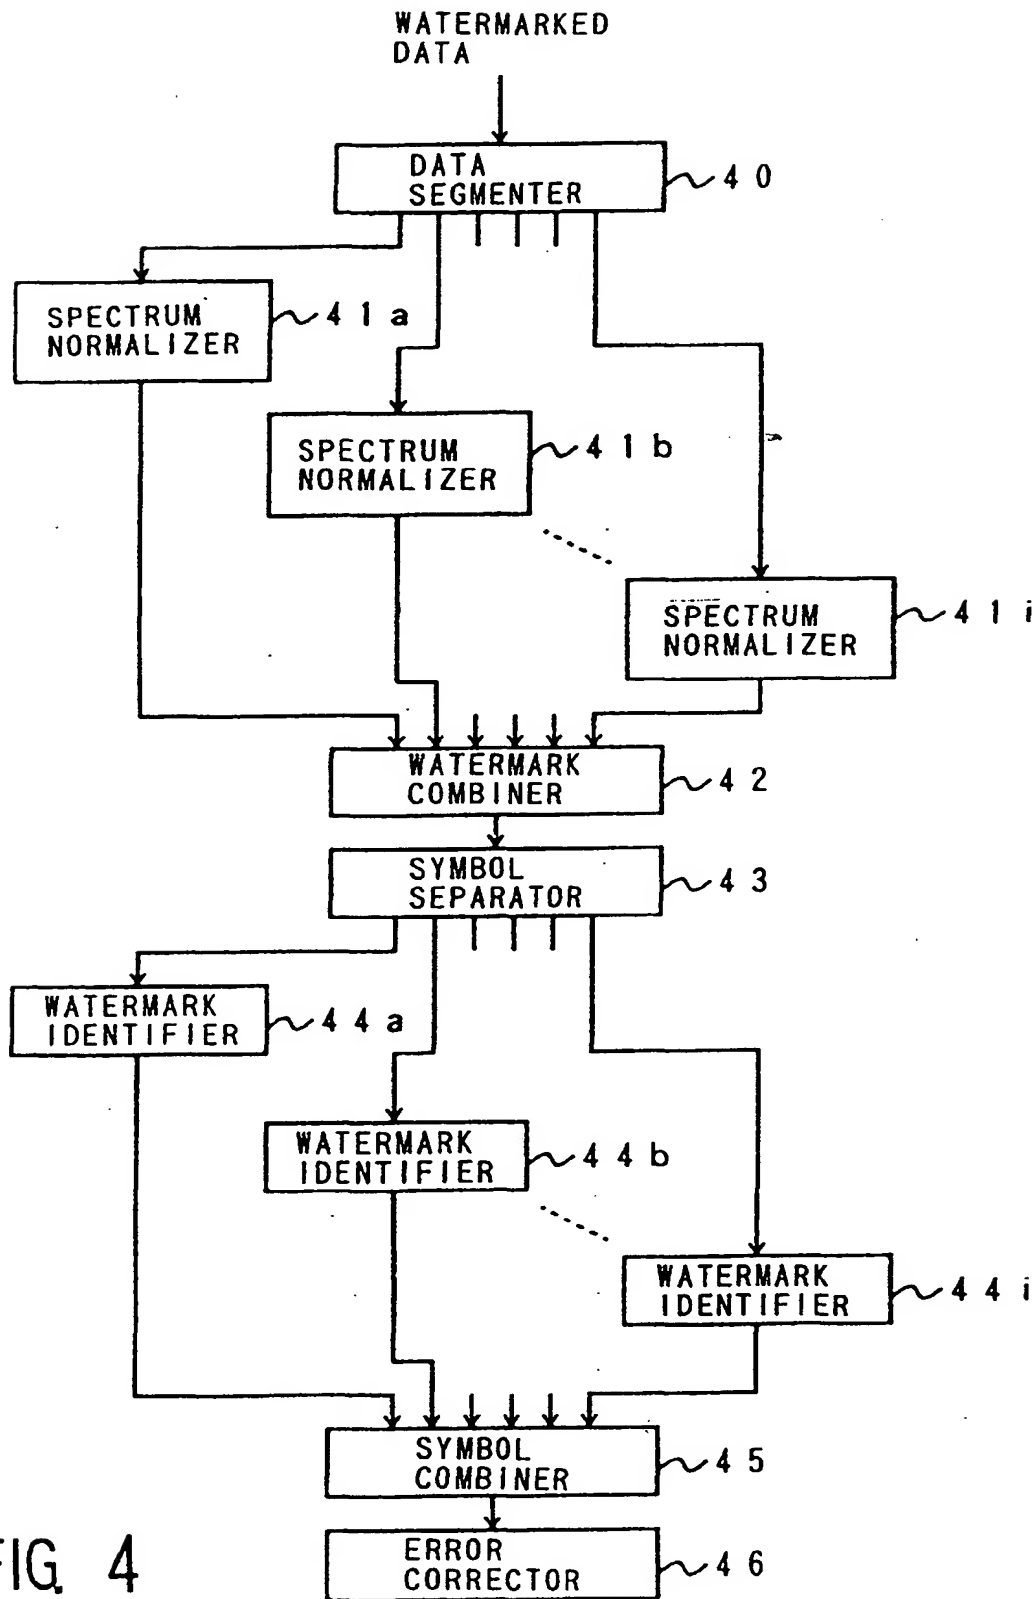 WATERMARKED
DATA
DATA
SEGMENTER
40
SPECTRUM
NORMALIZER
41a
SPECTRUM
NORMALIZER
41b
SPECTRUM
NORMALIZER
41i
WATERMARK
COMBINER
42
SYMBOL
SEPARATOR
43
WATERMARK
IDENTIFIER
44a
WATERMARK
IDENTIFIER
44b
WATERMARK
IDENTIFIER
44i
SYMBOL
COMBINER
45
ERROR
CORRECTOR
46
FIG. 4